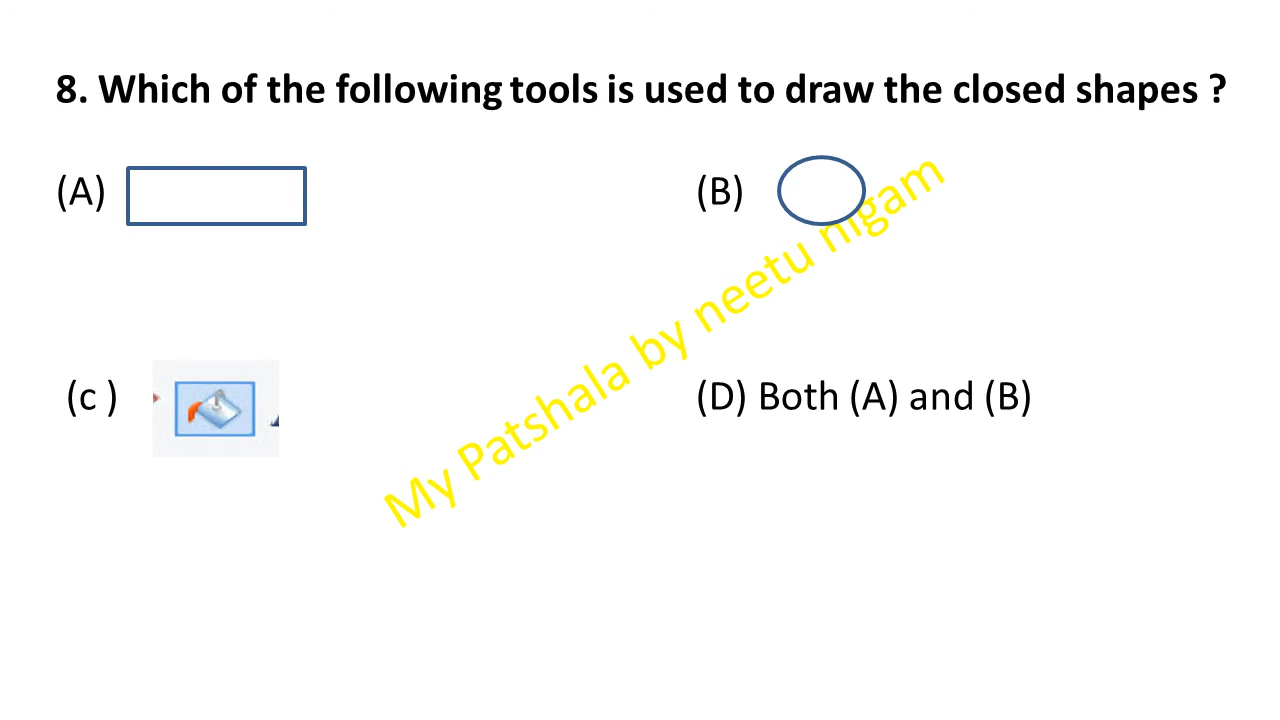 8. Which of the following tools is used to draw the closed shapes ?
(A)
(B)
My Patshala by neetu nigam
(c )
(D) Both (A) and (B)